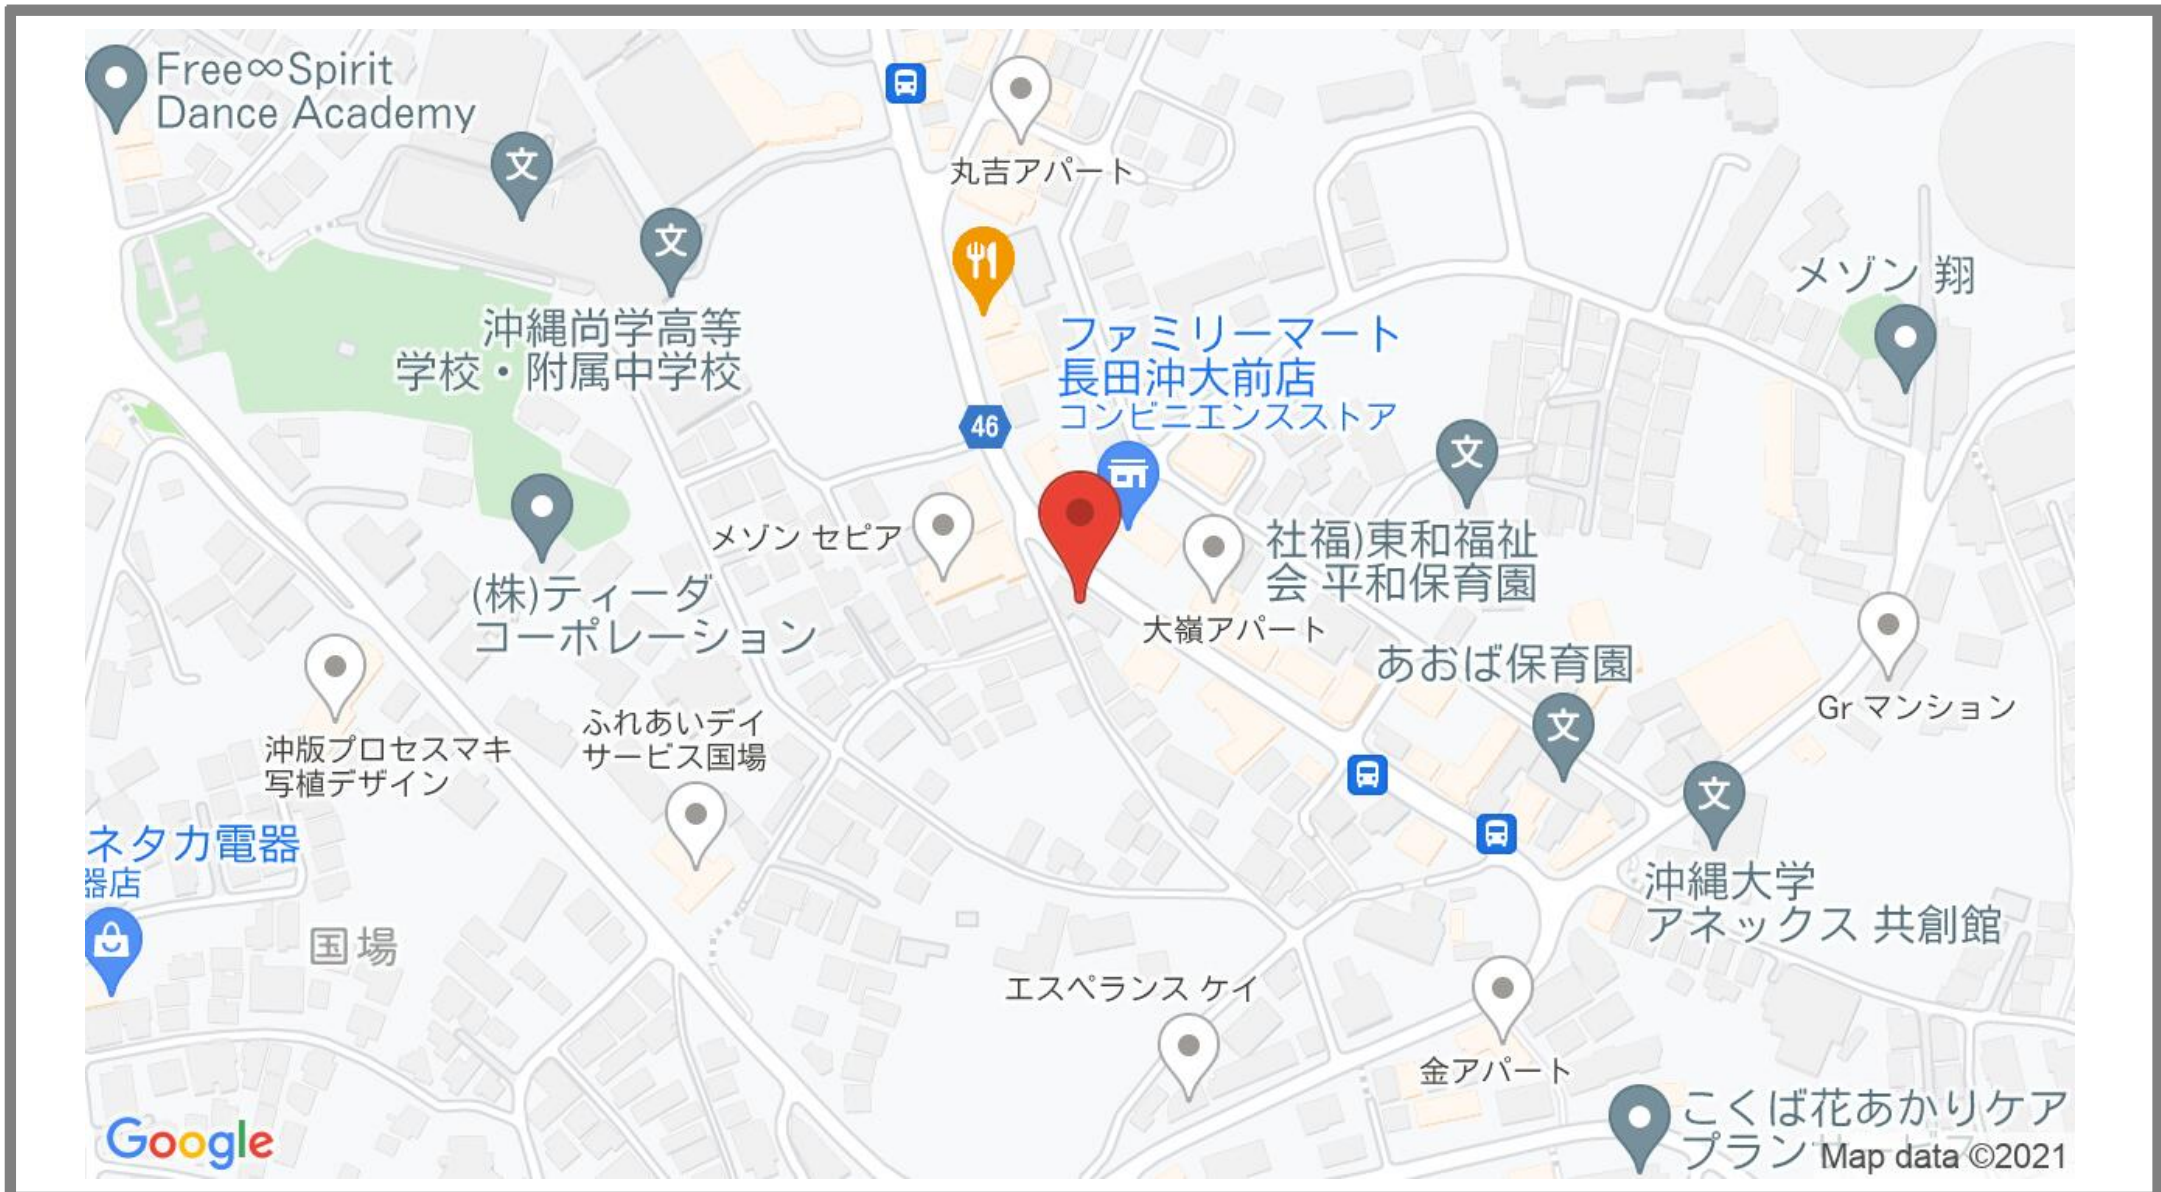 Free∞Spirit
Dance Academy
文
丸吉アパート
文
沖縄尚学高等
学校・附属中学校
メゾン 翔
ファミリーマート
長田沖大前店
コンビニエンスストア
46
文
メゾン セピア
社福)東和福祉
会 平和保育園
(株)ティーダ
コーポレーション
大嶺アパート
あおば保育園
文
Gr マンション
ふれあいデイ
サービス国場
沖版プロセスマキ
写植デザイン
文
ネタカ電器
器店
沖縄大学
アネックス 共創館
国場
エスペランス ケイ
金アパート
こくば花あかりケア
プラン
Google
Map data ©2021